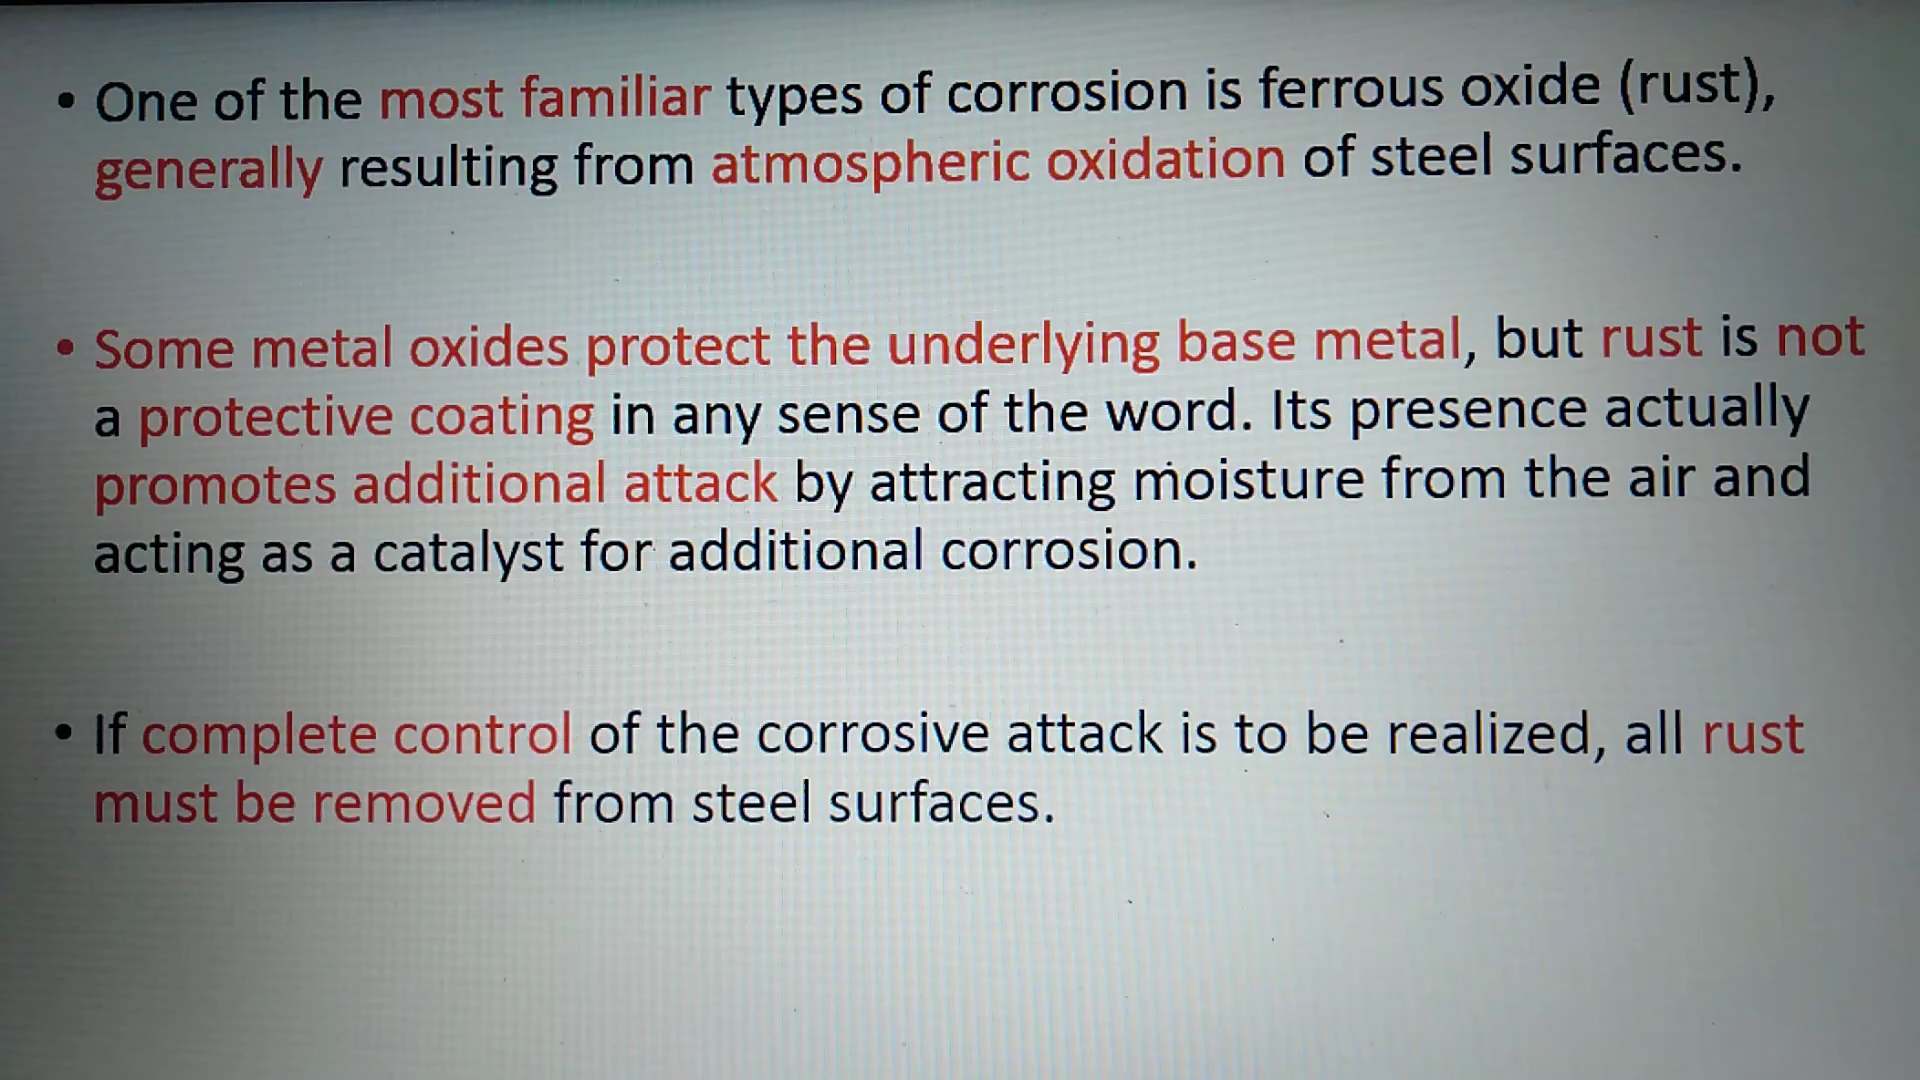 • One of the most familiar types of corrosion is ferrous oxide (rust),
generally resulting from atmospheric oxidation of steel surfaces.
• Some metal oxides protect the underlying base metal, but rust is not
a protective coating in any sense of the word. Its presence actually
promotes additional attack by attracting moisture from the air and
acting as a catalyst for additional corrosion.
• If complete control of the corrosive attack is to be realized, all rust
must be removed from steel surfaces.